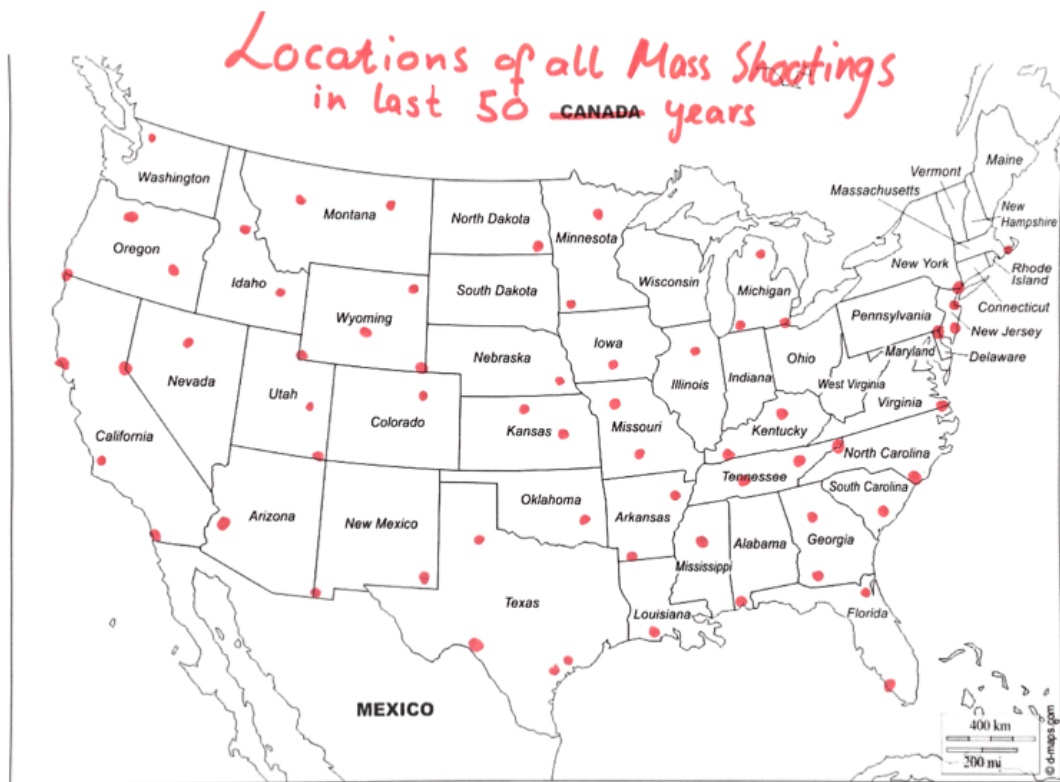 Locations of all Mass Shootings
in last 50 years
CANADA
Washington
Maine
Vermont
Massachusetts
Montana
North Dakota
Minnesota
New
Hampshire
Oregon
Idaho
South Dakota
Wisconsin
Michigan
New York
Rhode
Island
Wyoming
Connecticut
Pennsylvania
New Jersey
Nebraska
Iowa
Ohio
Maryland
Delaware
Nevada
Utah
Illinois
Indiana
West Virginia
Colorado
Virginia
California
Kansas
Missouri
Kentucky
North Carolina
Tennessee
South Carolina
Oklahoma
Arizona
New Mexico
Arkansas
Alabama
Georgia
Mississippi
Texas
Louisiana
Florida
MEXICO
400 km
200 mi
© d-maps.com